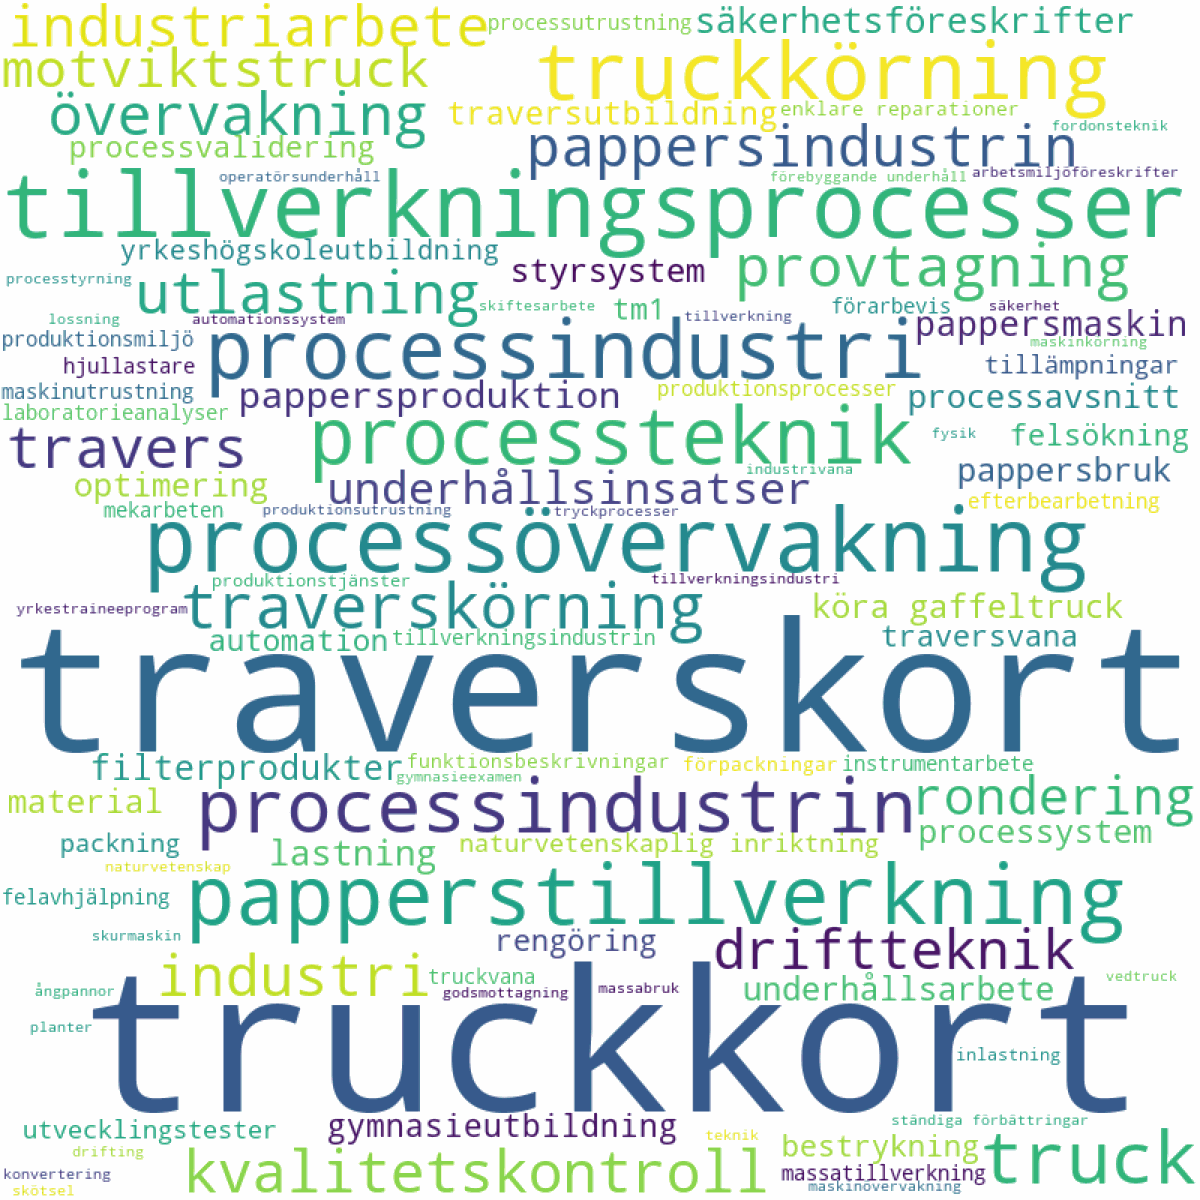 industriarbete processutrustning säkerhetsföreskrifter
motviktstruck truckkörning
övervakning traversutbildning enklare reparationer
processvalidering pappersindustrin fordonsteknik
operatörsunderhåll förebyggande underhåll arbetsmiljöföreskrifter
tillverkningsprocesser
yrkeshögskoleutbildning styrsystem provtagning
processtyrning utlastning skiftesarbete tm1 förarbevis säkerhet
lossning automationssystem tillverkning pappersmaskin
produktionsmiljö processindustri maskinkörning
hjullastare tillämpningar
maskinutrustning pappersproduktion produktionsprocesser processavsnitt
laboratorieanalyser processteknik fysik felsökning
travers industrivana pappersbruk
optimering underhållsinsatser efterbearbetning
mekarbeten produktionsutrustning tryckprocesser
processövervakning
produktionstjänster tillverkningsindustri
yrkestraineeprogram traverskörning köra gaffeltruck
automation tillverkningsindustrin traversvana
traverskort
filterprodukter funktionsbeskrivningar förpackningar instrumentarbete
gymnasieexamen
material processindustrin rondering
packning lastning naturvetenskaplig inriktning processystem
naturvetenskap
felavhjälpning papperstillverkning
skurmaskin rengöring driftteknik
industri truckvana underhållsarbete vedtruck
ångpannor godsmottagning massabruk
planter truckkort inlastning
utvecklingstester gymnasieutbildning ständiga förbättringar
drifting teknik bestrykning truck
konvertering kvalitetskontroll massatillverkning
skötsel maskinövervakning